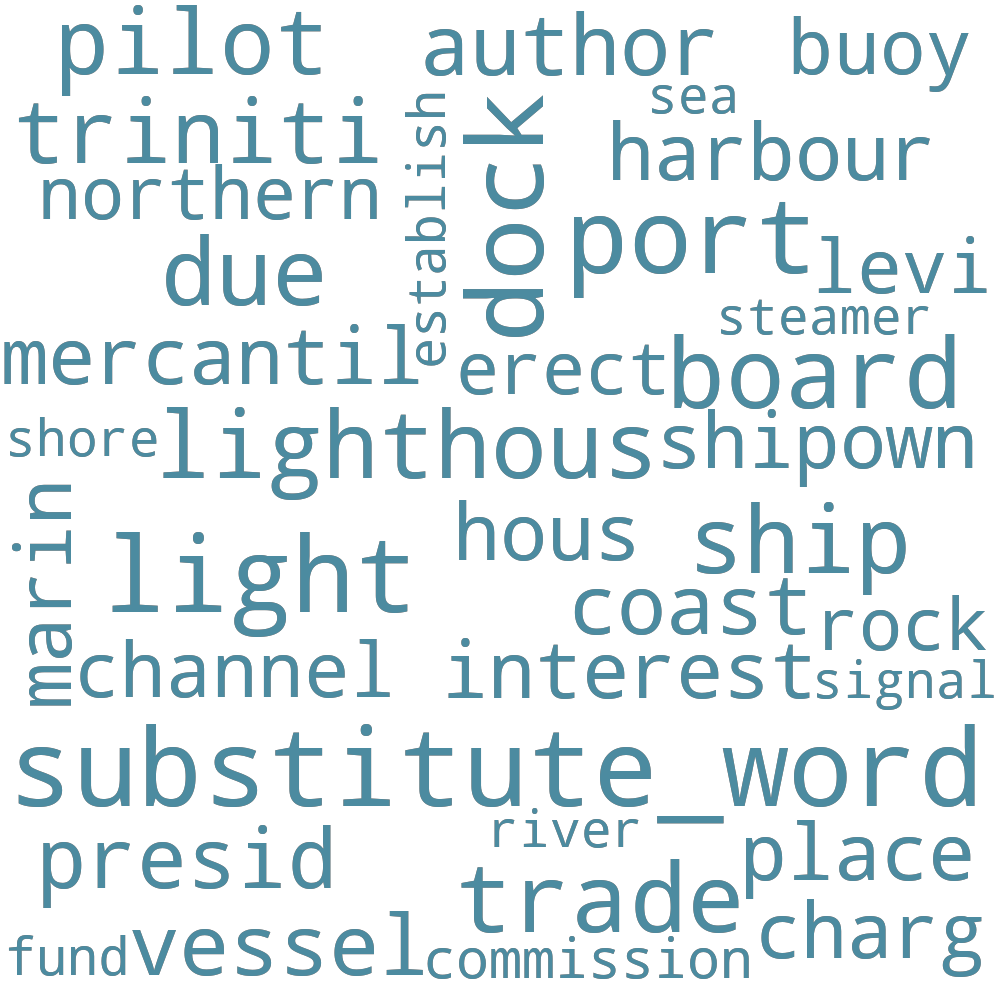 pilot
author
buoy
sea
triniti
establish
dock
harbour
northern
port
due
levi
steamer
mercantil
erect
board
shore
lighthous
shipown
marin
light
hous
ship
coast
rock
channel
interest
signal
substitute_word
river
presid
trade
place
fund
vessel
commission
charg